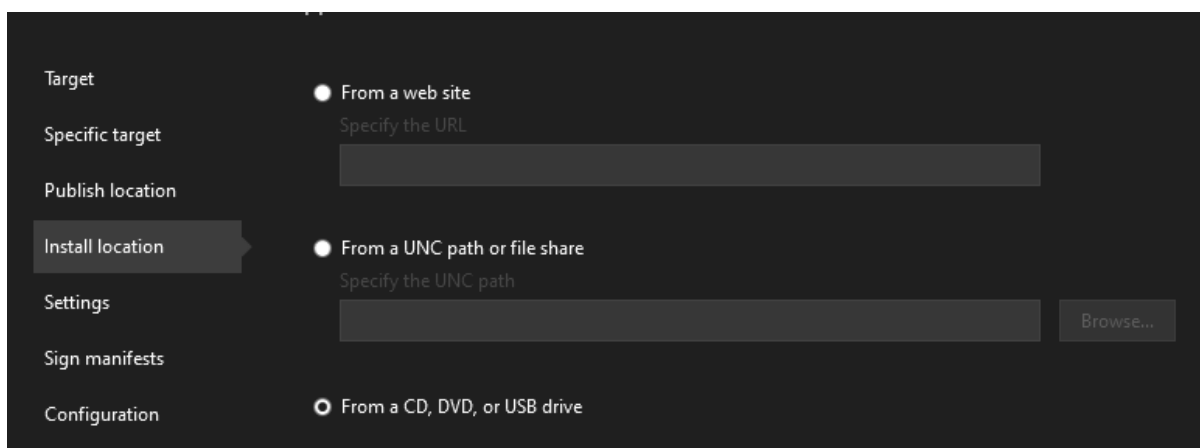 Target
Specific target
Publish location
Install location
Settings
Sign manifests
Configuration
From a web site
Specify the URL
From a UNC path or file share
Specify the UNC path
Browse...
From a CD, DVD, or USB drive